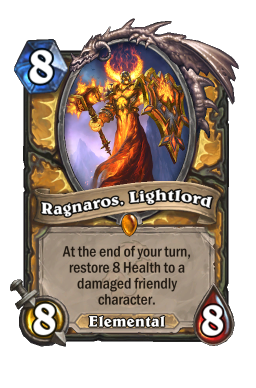 8
Ragnaros, Lightlord
At the end of your turn,
restore 8 Health to a
damaged friendly
character.
8
Elemental
8